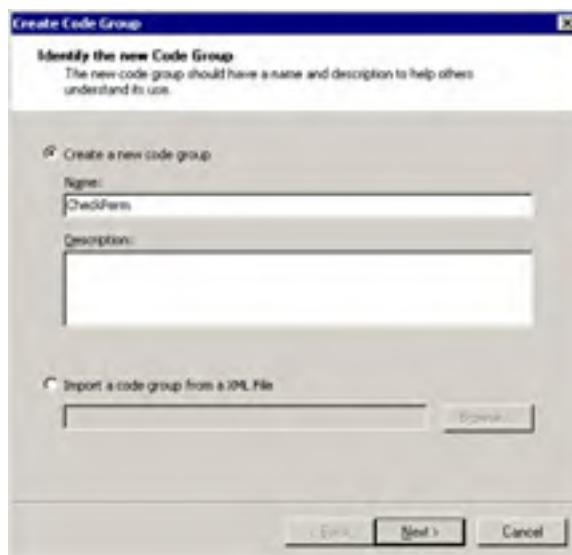 Create Code Group
Identify the new Code Group
The new code group should have a name and description to help others
understand its use.
Create a new code group
Name:
CheckPerm
Description:
Import a code group from a XML File
Browse...
< Back
Next >
Cancel